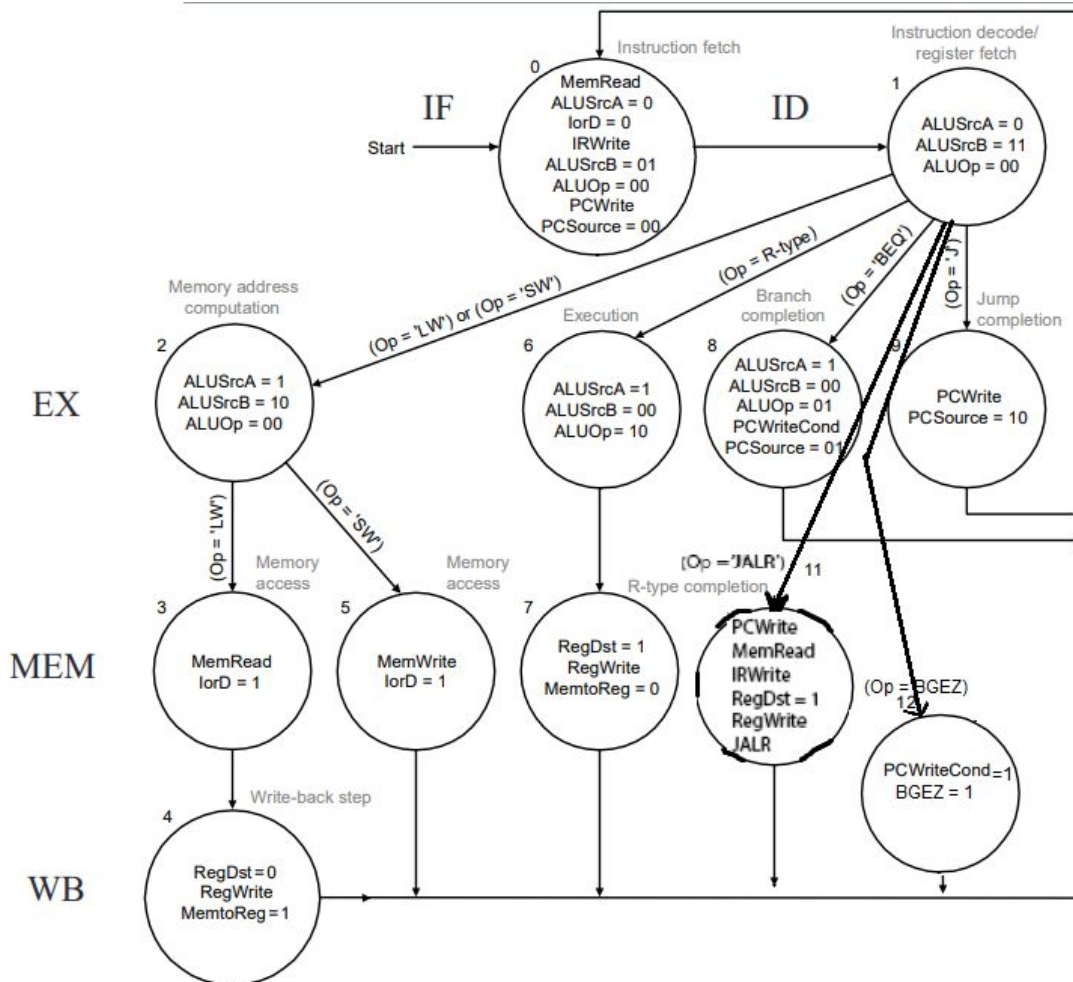 Instruction fetch
Instruction decode/
register fetch
0
1
IF
ID
Start
MemRead
ALUSrcA = 0
IorD = 0
IRWrite
ALUSrcB = 01
ALUOp = 00
PCWrite
PCSource = 00
ALUSrcA = 0
ALUSrcB = 11
ALUOp = 00
(Op = 'LW') or (Op = 'SW')
(Op = R-type)
(Op = 'BEQ')
(Op = 'J')
Memory address
computation
Execution
Branch
completion
Jump
completion
2
6
8
9
EX
ALUSrcA = 1
ALUSrcB = 10
ALUOp = 00
ALUSrcA =1
ALUSrcB = 00
ALUOp= 10
ALUSrcA = 1
ALUSrcB = 00
ALUOp = 01
PCWriteCond
PCSource = 01
PCWrite
PCSource = 10
(Op = 'LW')
(Op = 'SW')
(Op ='JALR')
11
Memory
access
Memory
access
R-type completion
3
5
7
MEM
MemRead
IorD = 1
MemWrite
IorD = 1
RegDst = 1
RegWrite
MemtoReg = 0
PCWrite
MemRead
IRWrite
RegDst = 1
RegWrite
JALR
(Op = BGEZ)
12
PCWriteCond =1
BGEZ = 1
Write-back step
4
WB
RegDst=0
RegWrite
MemtoReg=1